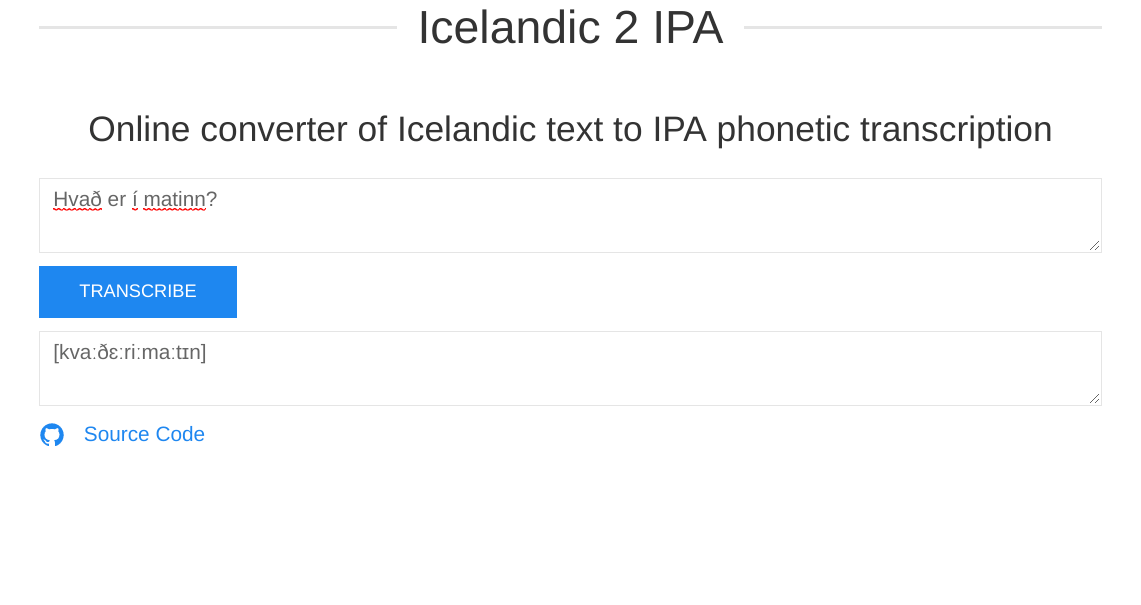 Icelandic 2 IPA
Online converter of Icelandic text to IPA phonetic transcription
Hvað er í matinn?
TRANSCRIBE
[kvaːðɛːriːmaːtɪn]
Source Code